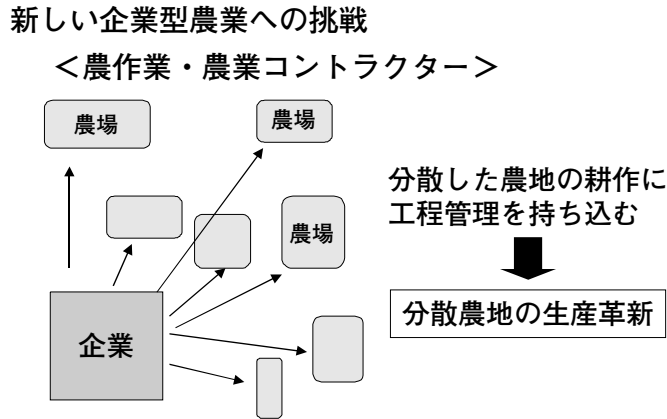 新しい企業型農業への挑戦
＜農作業・農業コントラクター＞
農場
農場
農場
企業
分散した農地の耕作に
工程管理を持ち込む
分散農地の生産革新